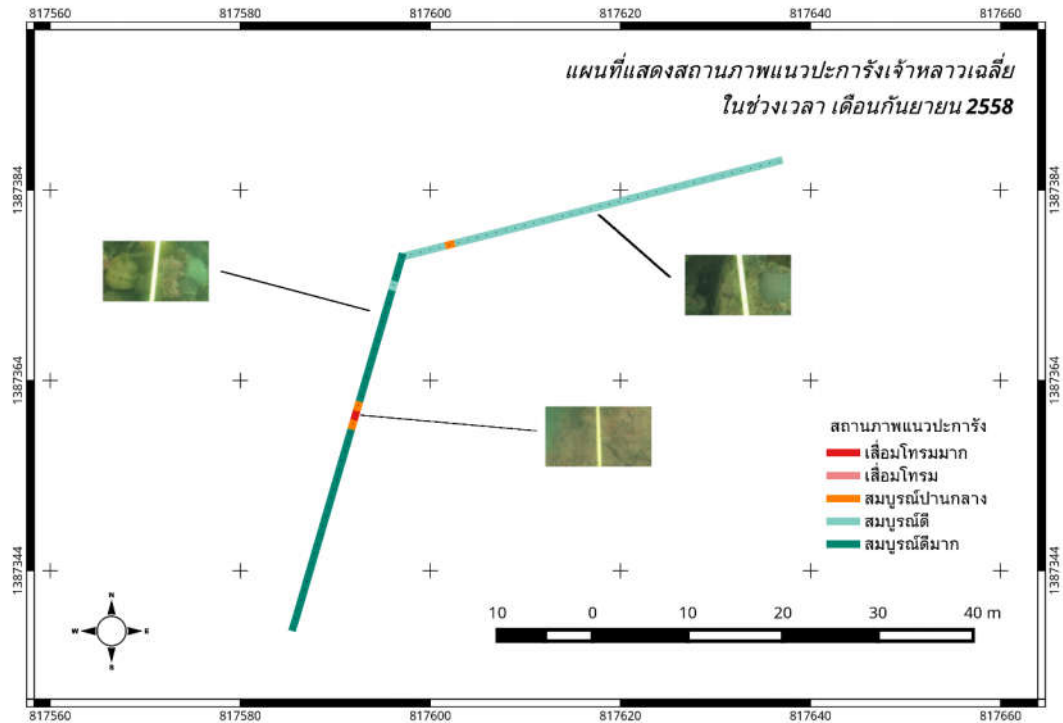 817560 817580 817600 817620 817640 817660
แผนที่แสดงสถานภาพแนวปะการังเจ้าหลาวเฉลี่ย
ในช่วงเวลา เดือนกันยายน 2558
1387384 1387384
1387364 1387364
สถานภาพแนวปะการัง
เสื่อมโทรมมาก
เสื่อมโทรม
สมบูรณ์ปานกลาง
สมบูรณ์ดี
สมบูรณ์ดีมาก
1387344 1387344
N
W E
S
10 0 10 20 30 40 m
817560 817580 817600 817620 817640 817660